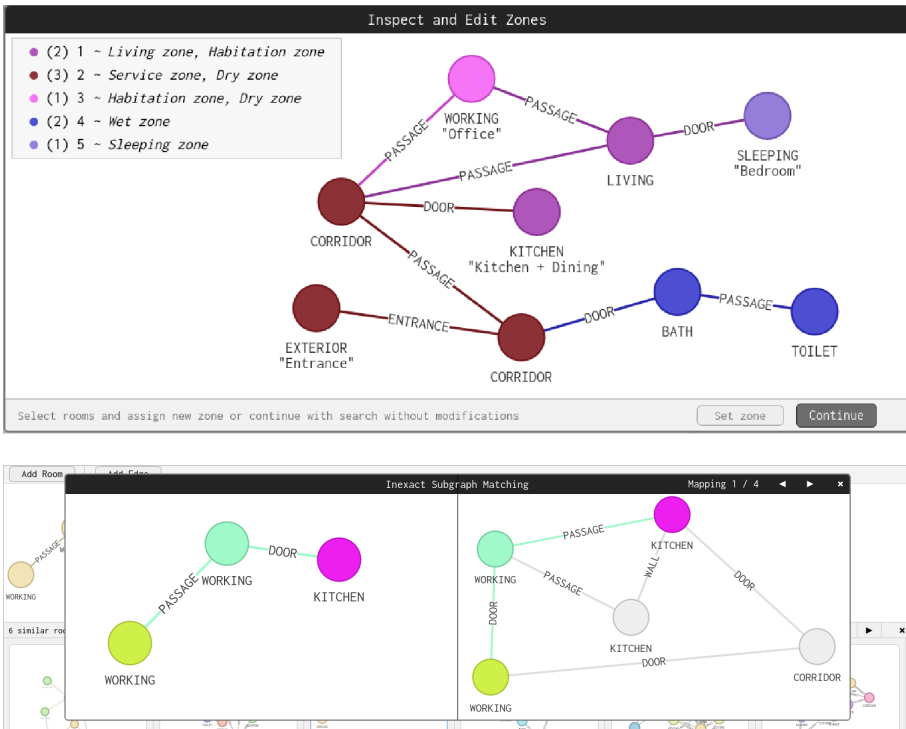 Inspect and Edit Zones
(2) 1 ~ Living zone, Habitation zone
(3) 2 ~ Service zone, Dry zone
(1) 3 ~ Habitation zone, Dry zone
(2) 4 ~ Wet zone
(1) 5 ~ Sleeping zone
WORKING
"Office"
PASSAGE
PASSAGE
DOOR
SLEEPING
"Bedroom"
PASSAGE
LIVING
DOOR
CORRIDOR
KITCHEN
"Kitchen + Dining"
PASSAGE
ENTRANCE
EXTERIOR
"Entrance"
DOOR
PASSAGE
BATH
TOILET
CORRIDOR
Select rooms and assign new zone or continue with search without modifications
Set zone
Continue
Add Room
Add Edge
Inexact Subgraph Matching
Mapping 1 / 4
PASSAGE
WORKING
6 similar
DOOR
WORKING
KITCHEN
PASSAGE
WORKING
PASSAGE
KITCHEN
WORKING
PASSAGE
WALL
DOOR
DOOR
KITCHEN
DOOR
CORRIDOR
WORKING